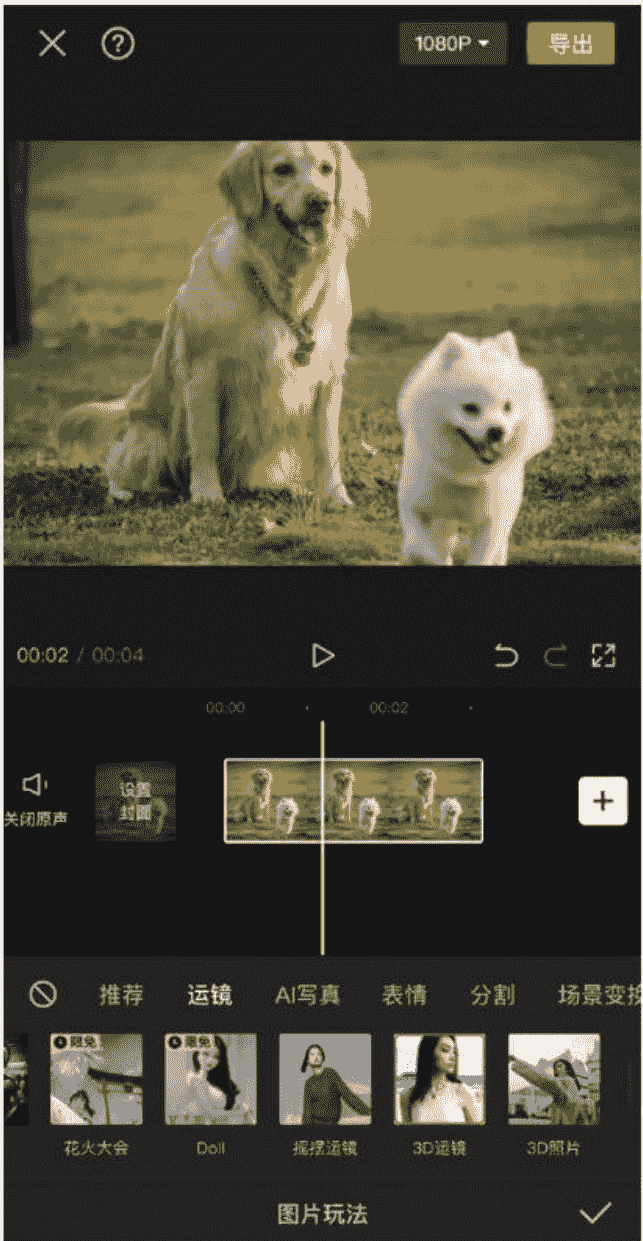 1080P 导出
00:02 / 00:04
00:00 00:02
关闭原声
设置
封面
推荐 运镜 AI写真 表情 分割 场景变换
限免 限免
花火大会 Doll 摇摆运镜 3D运镜 3D照片
图片玩法